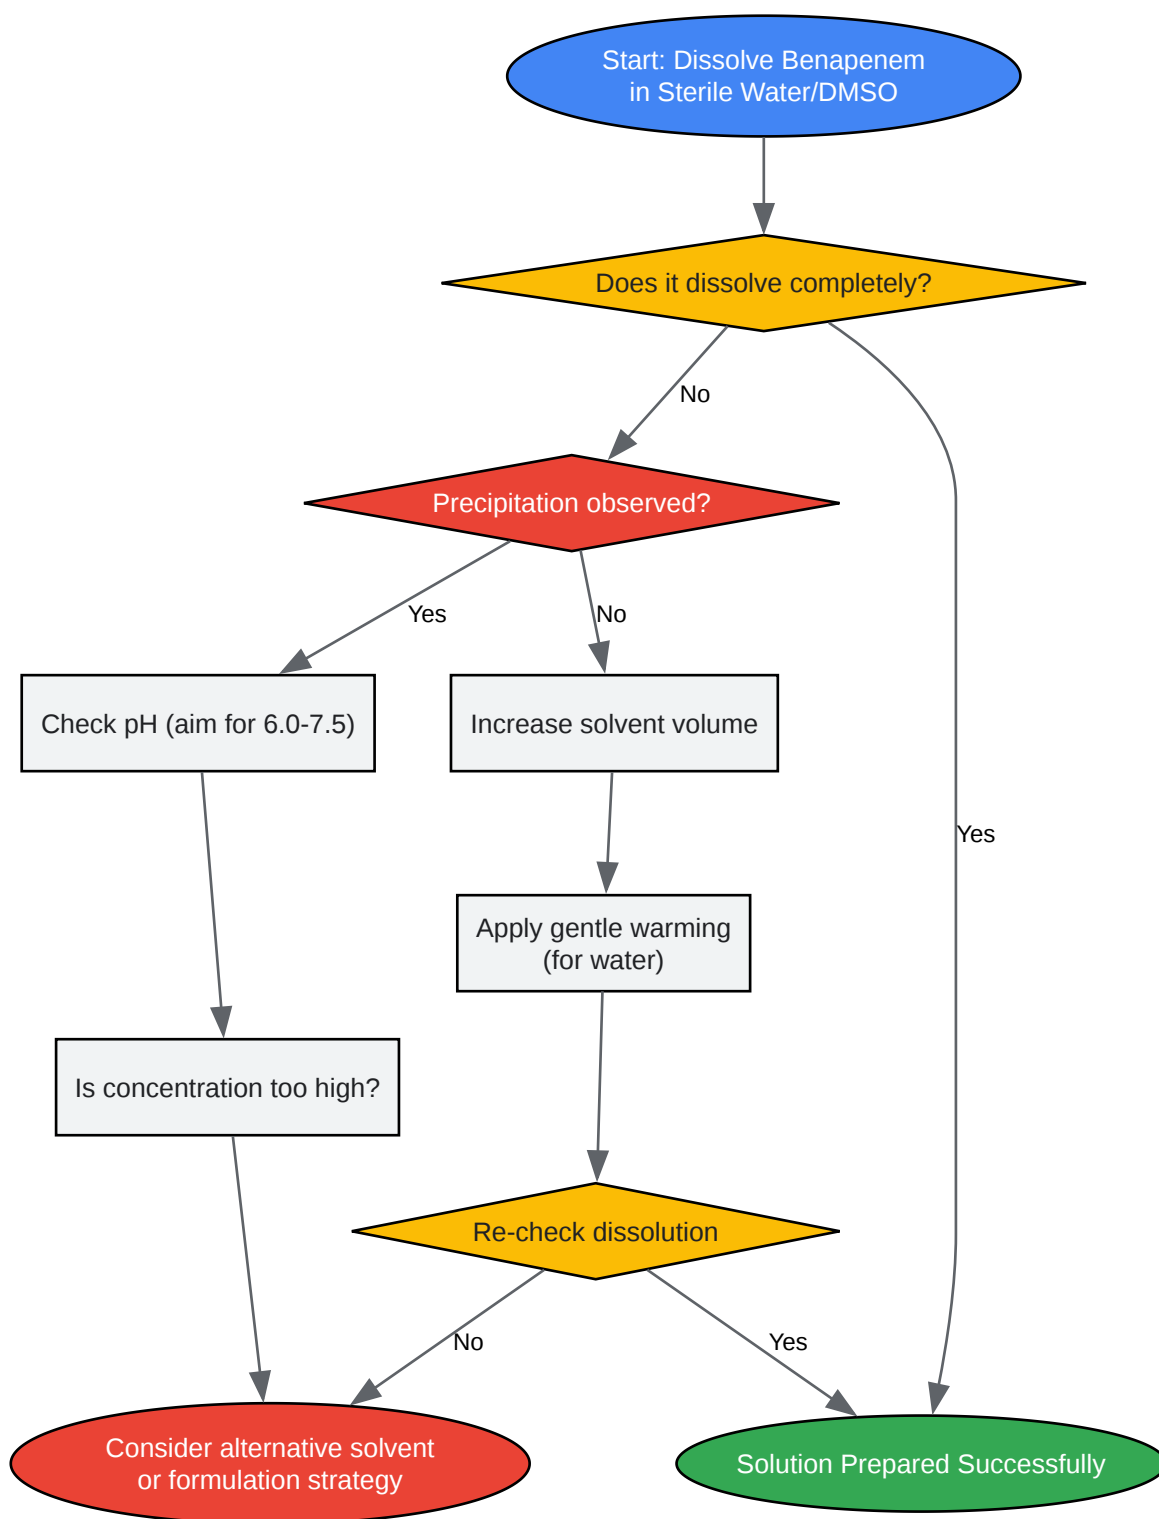 Start: Dissolve Benapenem
in Sterile Water/DMSO
Does it dissolve completely?
No
Precipitation observed?
Yes
No
Check pH (aim for 6.0-7.5)
Increase solvent volume
Yes
Apply gentle warming
(for water)
Is concentration too high?
Re-check dissolution
No
Yes
Consider alternative solvent
or formulation strategy
Solution Prepared Successfully